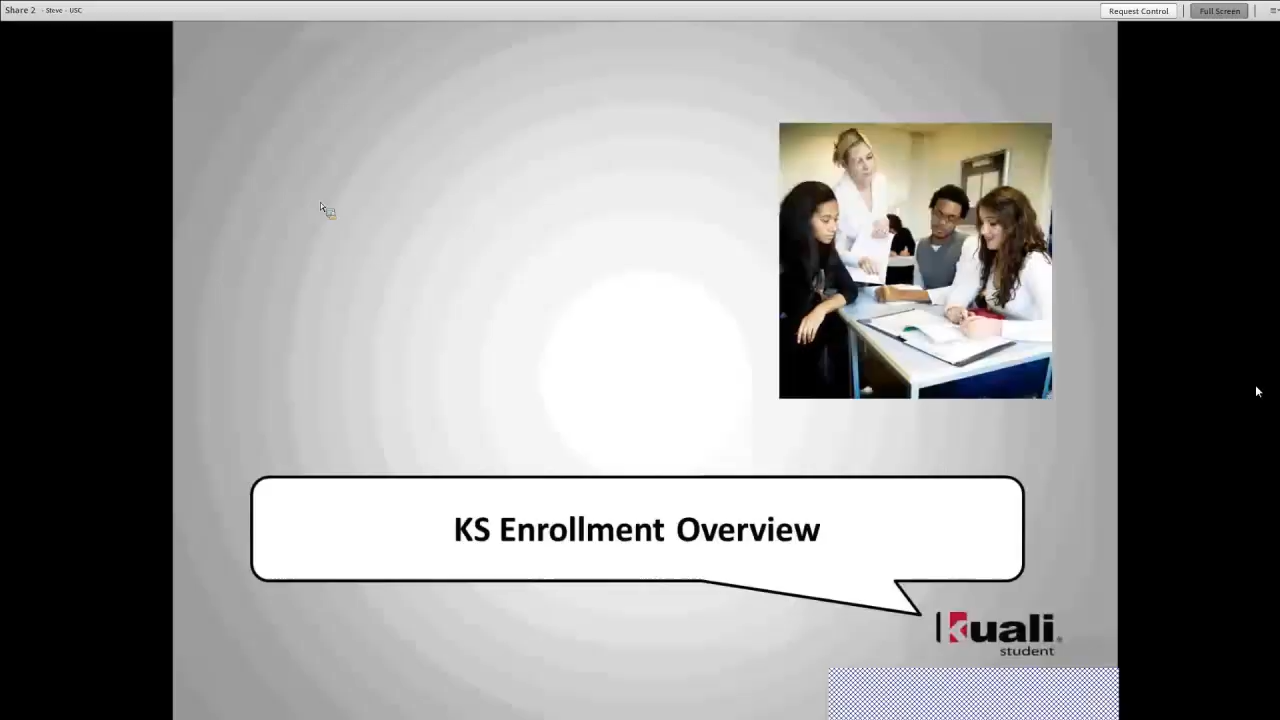 Share 2 - Steve - USC
Request Control
Full Screen
KS Enrollment Overview
kuali
student